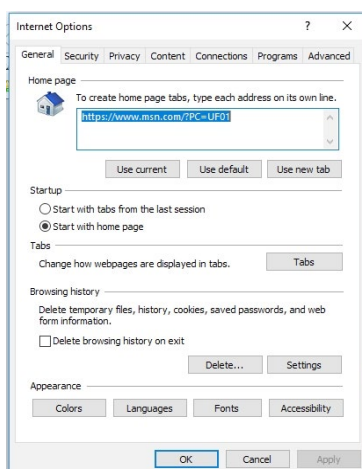 Internet Options ? X
General Security Privacy Content Connections Programs Advanced
Home page
To create home page tabs, type each address on its own line.
https://www.msn.com/?PC=UF01
Use current Use default Use new tab
Startup
Start with tabs from the last session
Start with home page
Tabs
Change how webpages are displayed in tabs. Tabs
Browsing history
Delete temporary files, history, cookies, saved passwords, and web
form information.
Delete browsing history on exit
Delete... Settings
Appearance
Colors Languages Fonts Accessibility
OK Cancel Apply